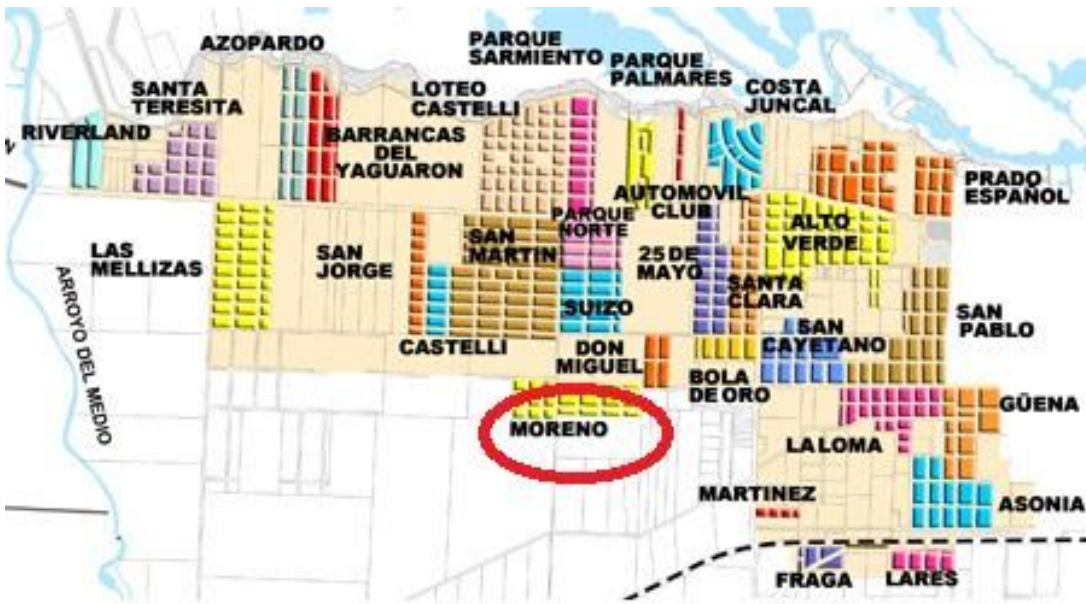 AZOPARDO
PARQUE
SARMIENTO
PARQUE
PALMARES
COSTA
JUNCAL
SANTA
TERESITA
LOTEO
CASTELLI
RIVERLAND
BARRANCAS
DEL
YAGUARON
PRADO
ESPAÑOL
AUTOMOVIL
CLUB
PARQUE
NORTE
ALTO
VERDE
LAS
MELLIZAS
SAN
JORGE
SAN
MARTIN
25 DE
MAYO
SANTA
CLARA
SUIZO
SAN
PABLO
ARROYO DEL MEDIO
CASTELLI
DON
MIGUEL
SAN
CAYETANO
BOLA
DE ORO
MORENO
GÜENA
LA LOMA
MARTINEZ
ASONIA
FRAGA
LARES